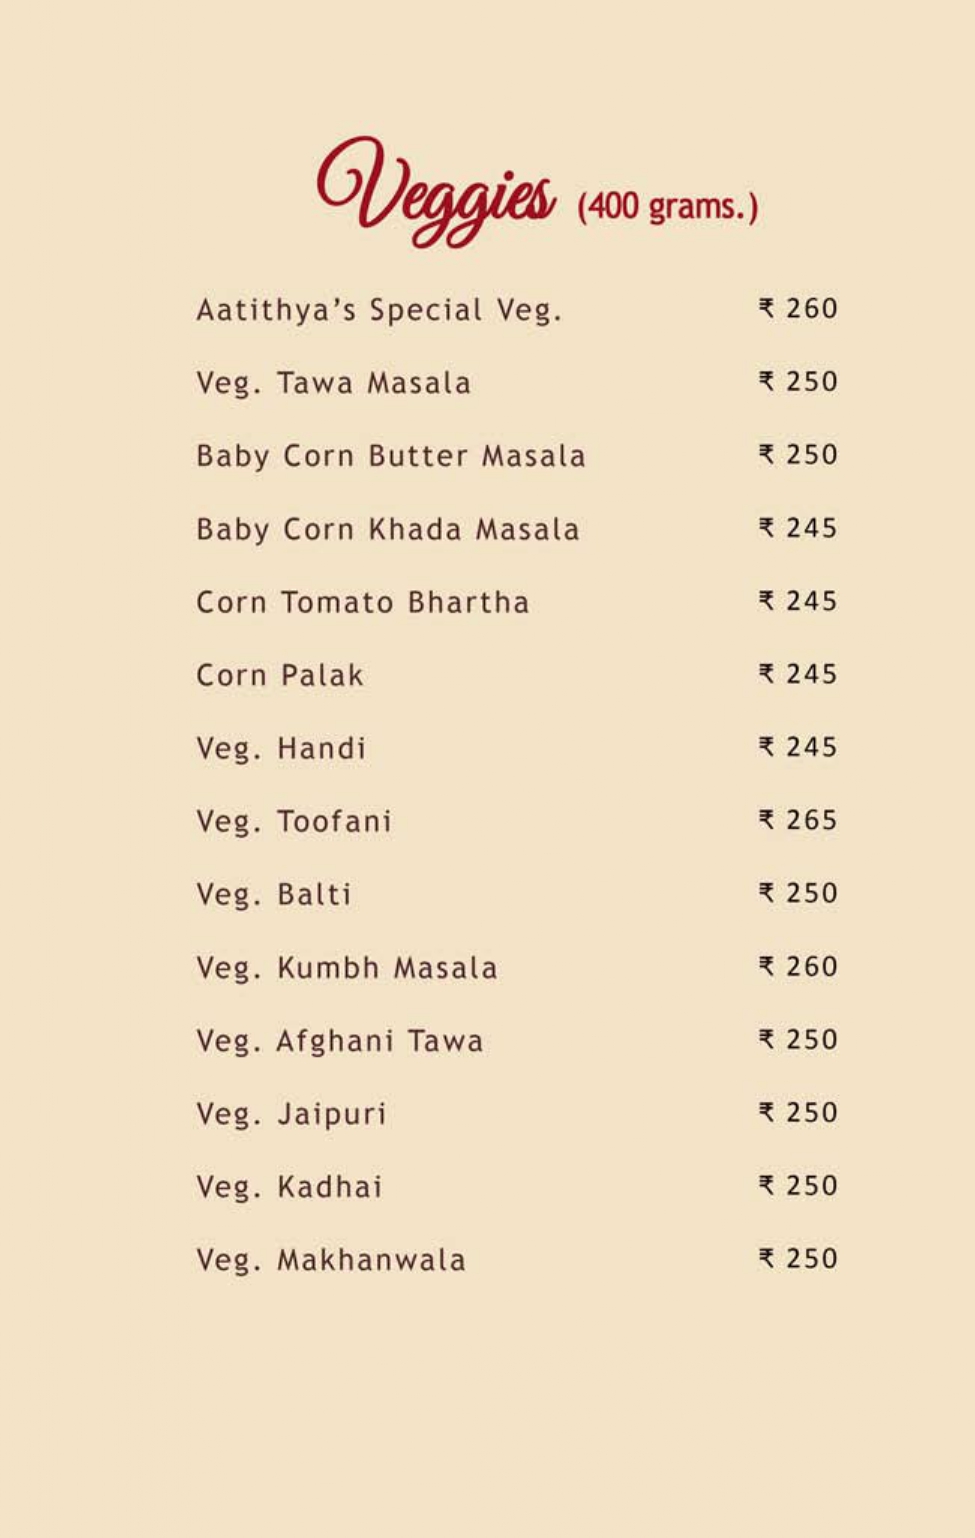 Veggies (400 grams.)
Aatithya's Special Veg. ₹ 260
Veg. Tawa Masala ₹ 250
Baby Corn Butter Masala ₹ 250
Baby Corn Khada Masala ₹ 245
Corn Tomato Bhartha ₹ 245
Corn Palak ₹ 245
Veg. Handi ₹ 245
Veg. Toofani ₹ 265
Veg. Balti ₹ 250
Veg. Kumbh Masala ₹ 260
Veg. Afghani Tawa ₹ 250
Veg. Jaipuri ₹ 250
Veg. Kadhai ₹ 250
Veg. Makhanwala ₹ 250